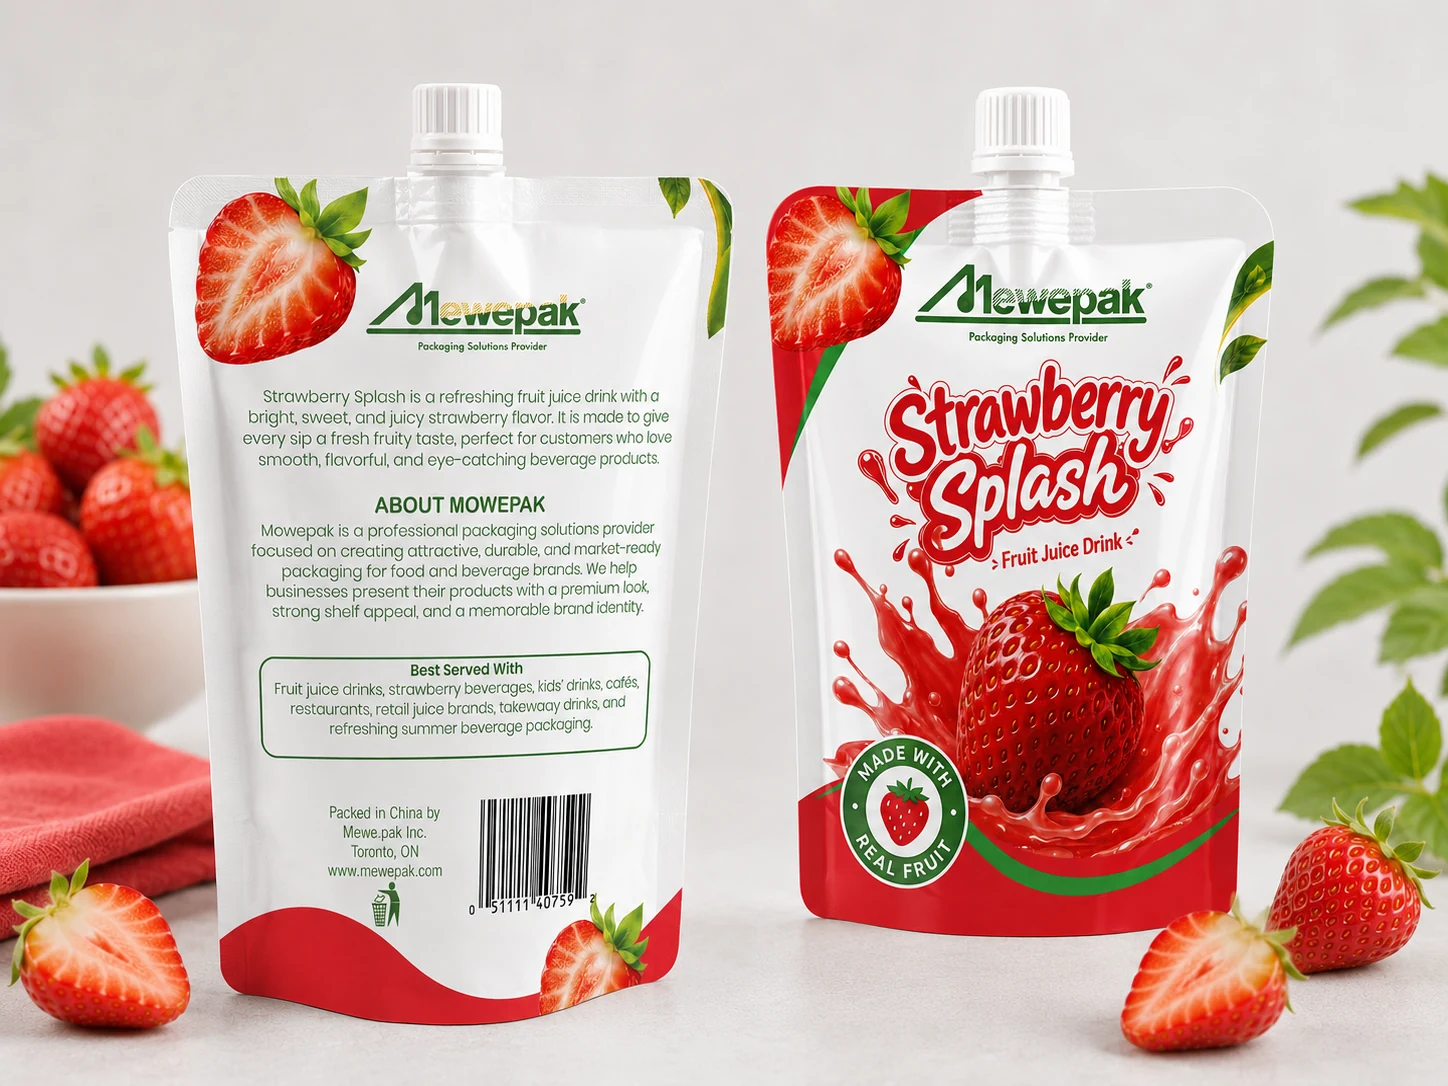 Mewepak®
Packaging Solutions Provider
Strawberry Splash is a refreshing fruit juice drink with a
bright, sweet, and juicy strawberry flavor. It is made to give
every sip a fresh fruity taste, perfect for customers who love
smooth, flavorful, and eye-catching beverage products.
ABOUT MOWEPAK
Mowepak is a professional packaging solutions provider
focused on creating attractive, durable, and market-ready
packaging for food and beverage brands. We help
businesses present their products with a premium look,
strong shelf appeal, and a memorable brand identity.
Best Served With
Fruit juice drinks, strawberry beverages, kids' drinks, cafés,
restaurants, retail juice brands, takeway drinks, and
refreshing summer beverage packaging.
Packed in China by
Mewe.pak Inc.
Toronto, ON
www.mewepak.com
0 51111 40759 2
Mewepak®
Packaging Solutions Provider
Strawberry
Splash
Fruit Juice Drink
MADE WITH
REAL FRUIT